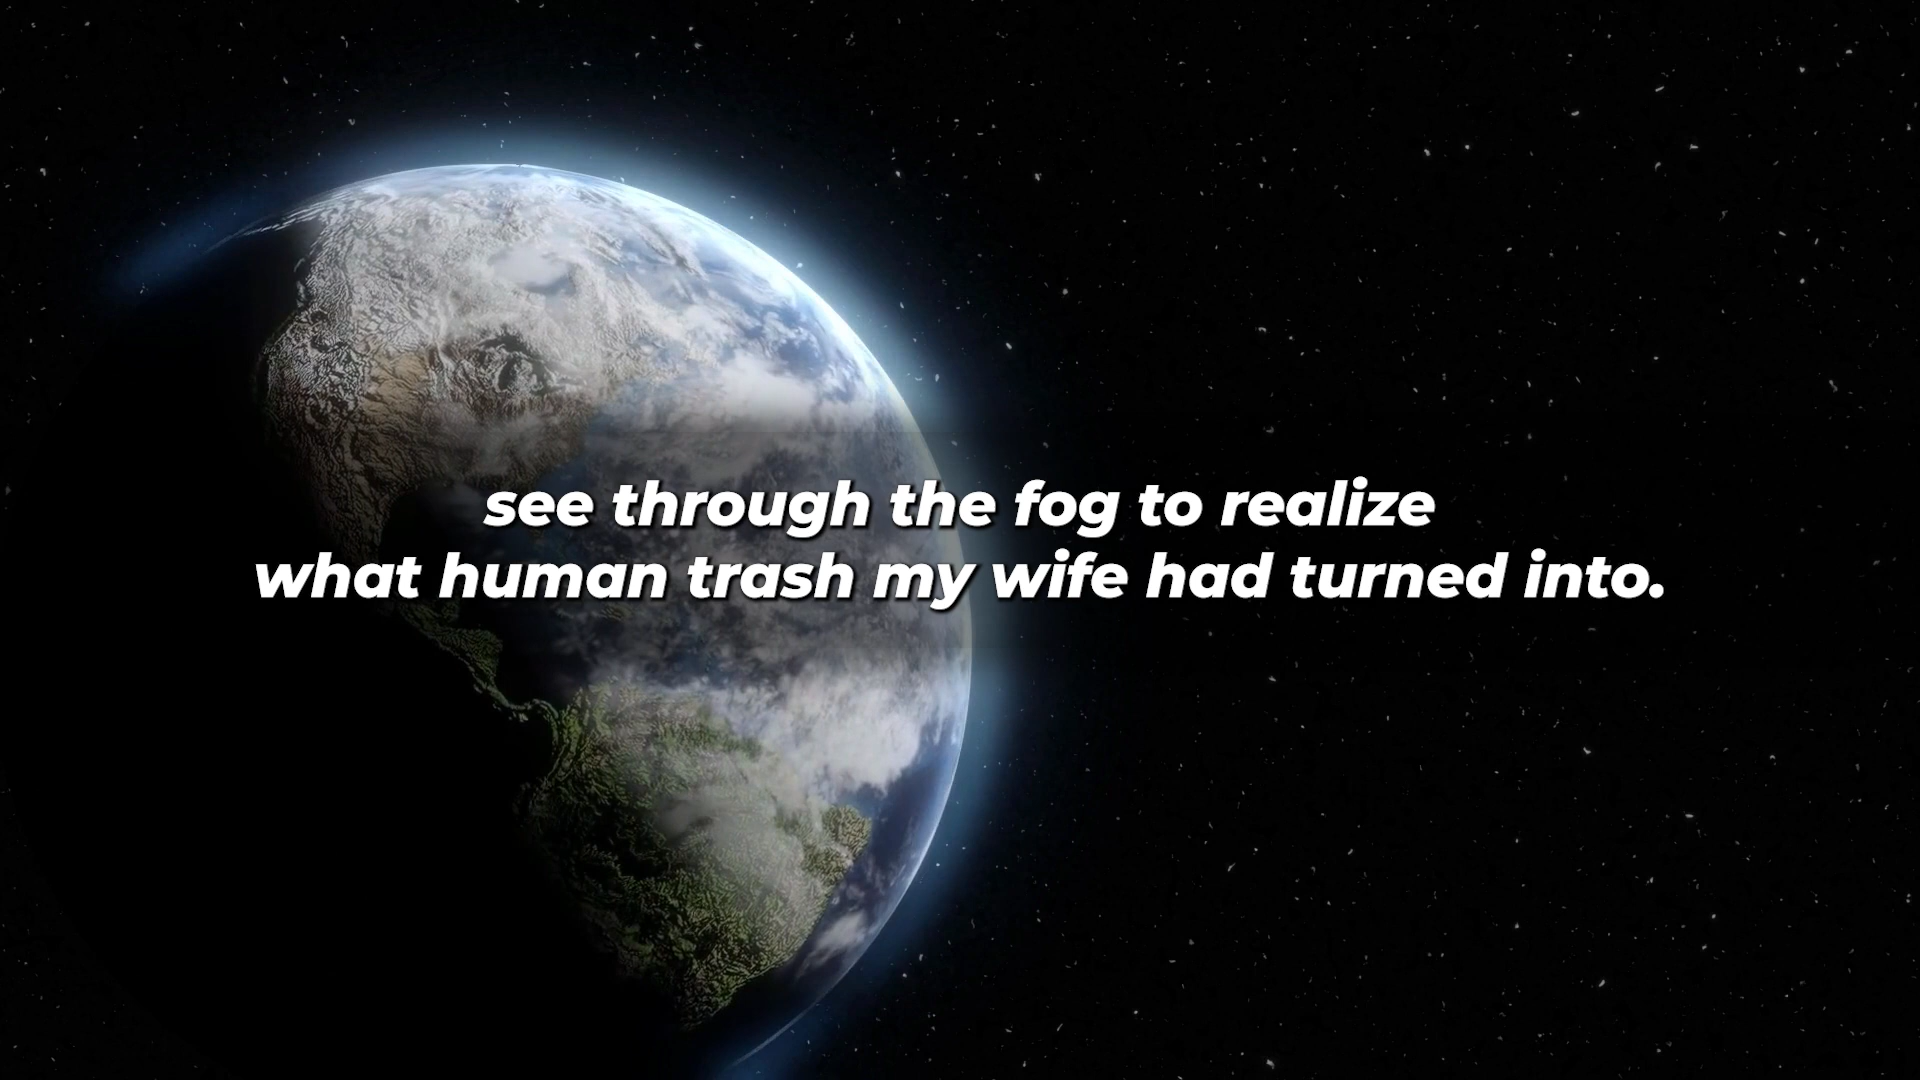 see through the fog to realize
what human trash my wife had turned into.